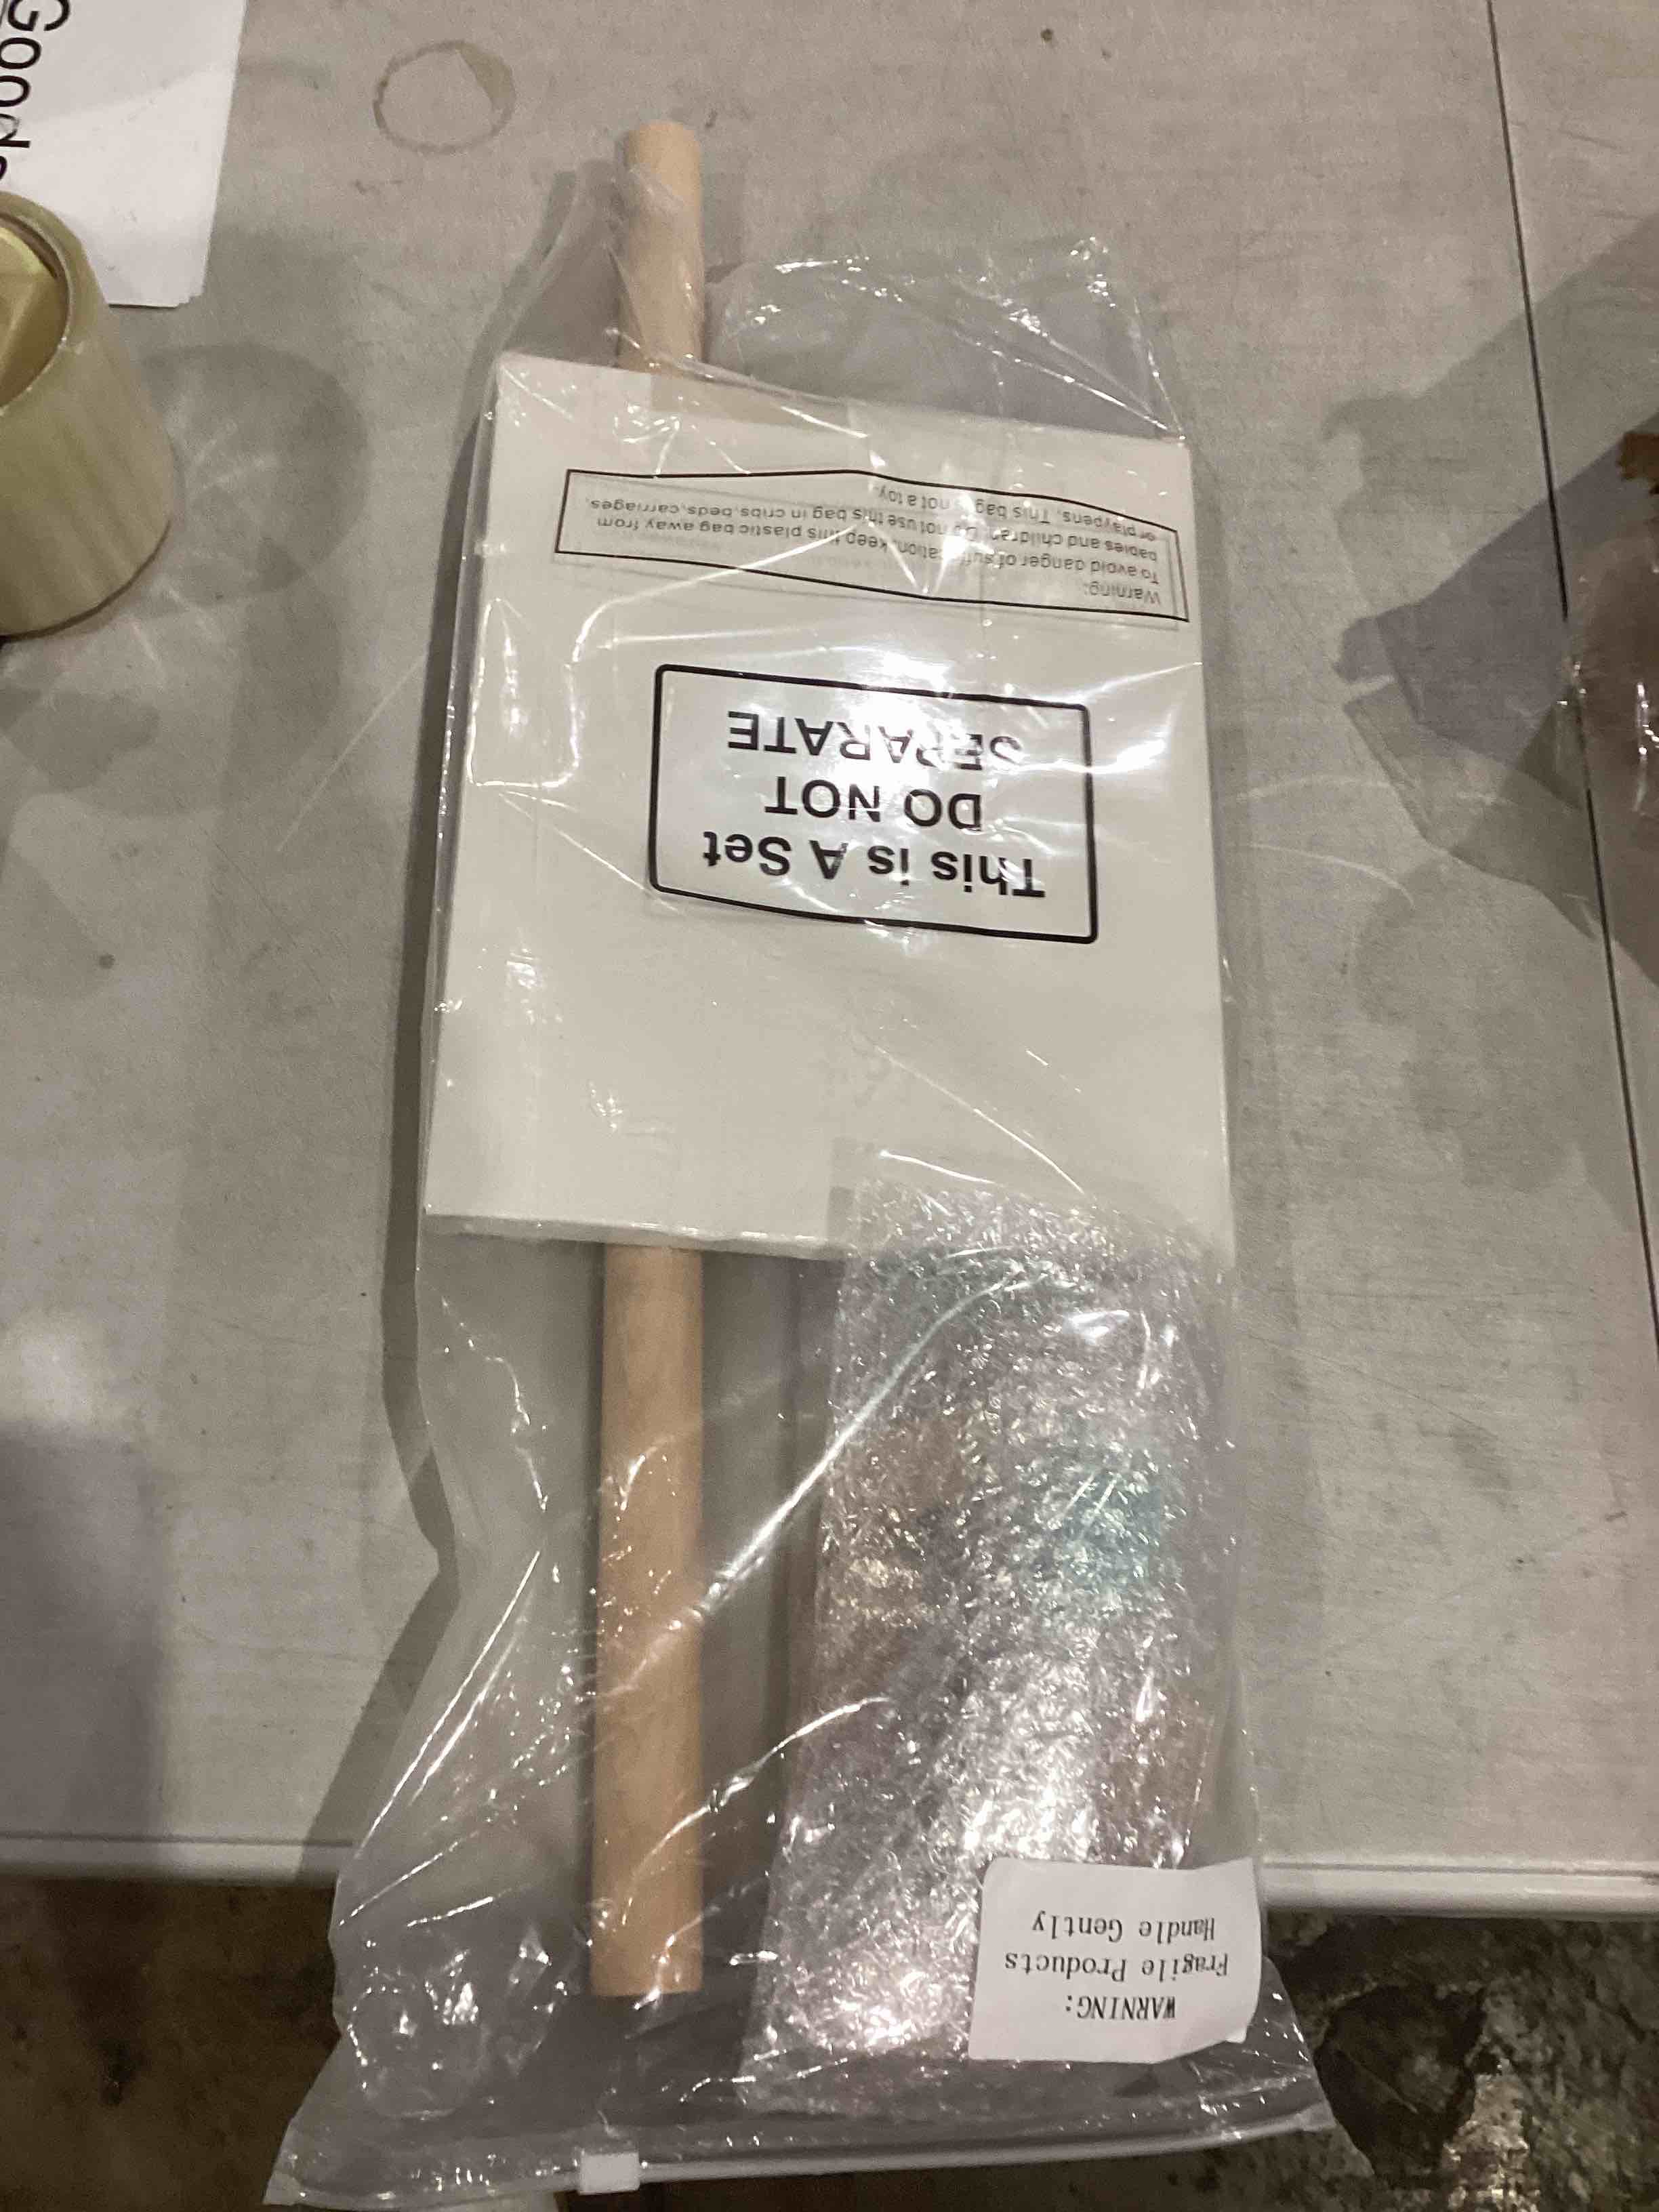 Goods
Warning:
To avoid danger of suffocation, keep this plastic bag away from
babies and children. Do not use this bag in cribs, beds, carriages,
or playpens. This bag is not a toy.
This is A Set
DO NOT
SEPARATE
WARNING:
Fragile Products
Handle Gently